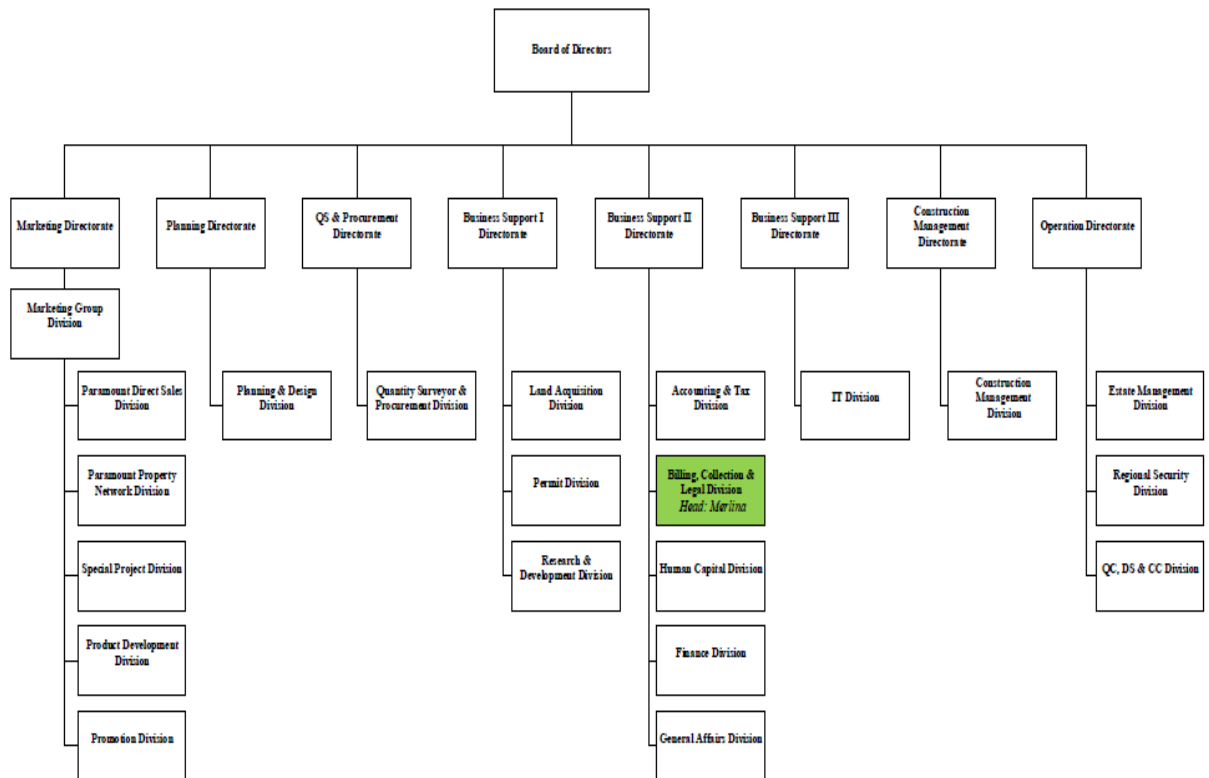 Board of Directors
Marketing Directorate
Planning Directorate
QS & Procurement
Directorate
Business Support I
Directorate
Business Support II
Directorate
Business Support III
Directorate
Construction
Management
Directorate
Operation Directorate
Marketing Group
Division
Paramount Direct Sales
Division
Planning & Design
Division
Quantity Surveyor &
Procurement Division
Land Acquisition
Division
Accounting & Tax
Division
IT Division
Construction
Management
Division
Estate Management
Division
Paramount Property
Network Division
Permit Division
Billing, Collection &
Legal Division
Head: Merlina
Regional Security
Division
Special Project Division
Research &
Development Division
Human Capital Division
QC, DS & CC Division
Product Development
Division
Finance Division
Promotion Division
General Affairs Division